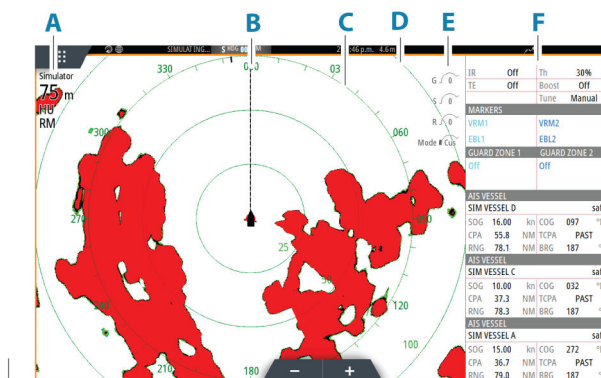 A B C D E F
SIMULATING...
:46 p.m. 4.6 m
Simulator
75 m
HU
RM
330
03
060
300
270
240
210
180
120
100
25
50
G 0
S 0
R
Mode Cus
IR Off Th 30%
TE Off Boost Off
Tune Manual
MARKERS
VRM1 VRM2
EBL1 EBL2
GUARD ZONE 1 GUARD ZONE 2
Off Off
AIS VESSEL
SIM VESSEL D
SOG 16.00 kn COG 097
CPA 55.8 NM TCPA PAST
RNG 78.1 NM BRG 187
AIS VESSEL
SIM VESSEL C
SOG 10.00 kn COG 032
CPA 37.3 NM TCPA PAST
RNG 78.3 NM BRG 187
AIS VESSEL
SIM VESSEL A
SOG 15.00 kn COG 272
CPA 36.7 NM TCPA PAST
RNG 79.0 NM BRG 187
− +